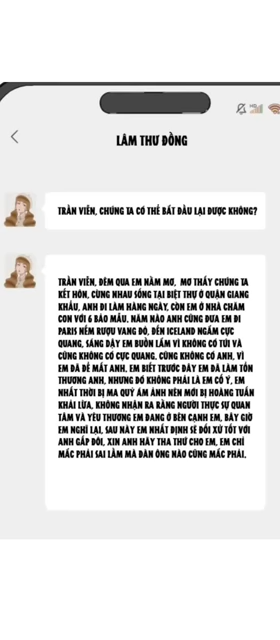 LÂM THƯ ĐỒNG
TRẦN VIỄN, CHÚNG TA CÓ THỂ BẮT ĐẦU LẠI ĐƯỢC KHÔNG?
TRẦN VIỄN, ĐÊM QUA EM NẰM MƠ, MƠ THẤY CHÚNG TA
KẾT HÔN, CÙNG NHAU SỐNG TẠI BIỆT THỰ Ở QUẬN GIANG
KHẨU, ANH ĐI LÀM HÀNG NGÀY, CÒN EM Ở NHÀ CHĂM
CON VỚI 6 BẢO MẪU, NĂM NÀO ANH CŨNG ĐƯA EM ĐI
PARIS NẾM RƯỢU VANG ĐỎ, ĐẾN ICELAND NGẮM CỰC
QUANG, SÁNG DẬY EM BUỒN LẮM VÌ KHÔNG CÓ TÚI VÀ
CŨNG KHÔNG CÓ CỰC QUANG, CŨNG KHÔNG CÓ ANH, VÌ
EM ĐÃ ĐỂ MẤT ANH, EM BIẾT TRƯỚC ĐÂY EM ĐÃ LÀM TỔN
THƯƠNG ANH, NHƯNG ĐÓ KHÔNG PHẢI LÀ EM CỐ Ý, EM
NHẤT THỜI BỊ MA QUỶ ÁM ẢNH NÊN MỚI BỊ HOÀNG TUẤN
KHẢI LỪA, KHÔNG NHẬN RA RẰNG NGƯỜI THỰC SỰ QUAN
TÂM VÀ YÊU THƯƠNG EM ĐANG Ở BÊN CẠNH EM, BÂY GIỜ
EM NGHĨ LẠI, SAU NÀY EM NHẤT ĐỊNH SẼ ĐỐI XỬ TỐT VỚI
ANH GẤP ĐÔI, XIN ANH HÃY THA THỨ CHO EM, EM CHỈ
MẮC PHẢI SAI LẦM MÀ ĐÀN ÔNG NÀO CŨNG MẮC PHẢI,